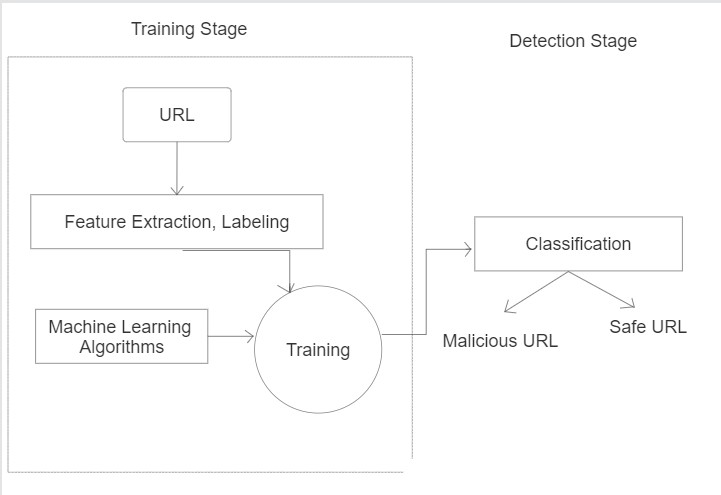 Training Stage
Detection Stage
URL
Feature Extraction, Labeling
Classification
Machine Learning
Algorithms
Training
Malicious URL
Safe URL